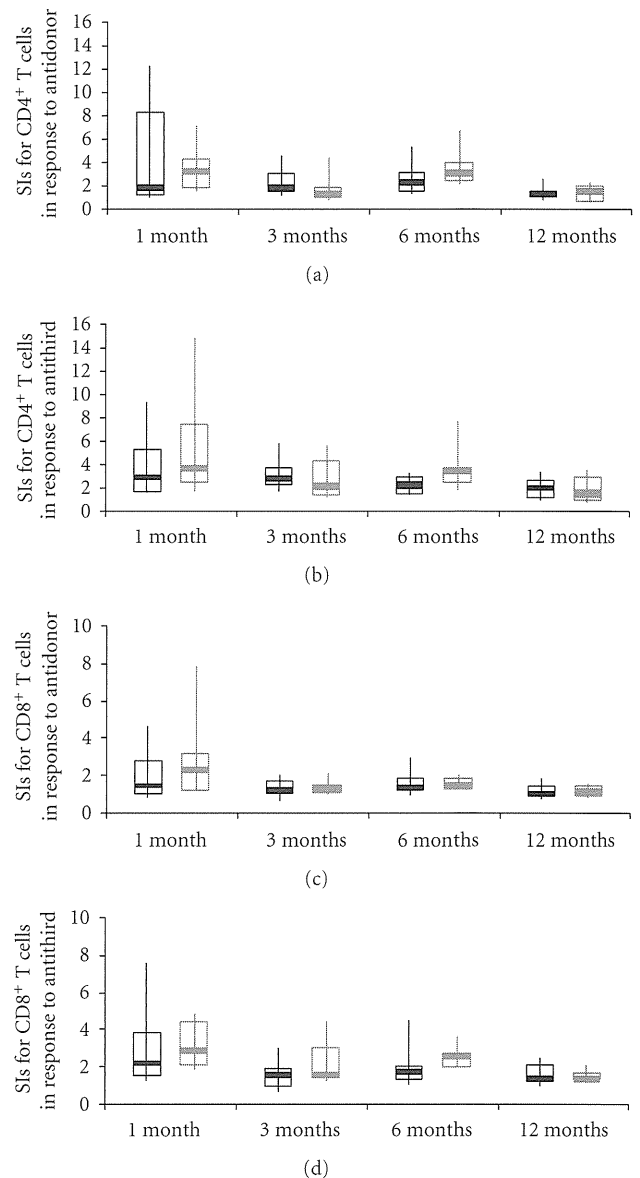 SIs for CD4+ T cells
in response to antidonor
16
14
12
10
8
6
4
2
0
1 month
3 months
6 months
12 months
(a)
SIs for CD4+ T cells
in response to antithird
16
14
12
10
8
6
4
2
0
1 month
3 months
6 months
12 months
(b)
SIs for CD8+ T cells
in response to antidonor
10
8
6
4
2
0
1 month
3 months
6 months
12 months
(c)
SIs for CD8+ T cells
in response to antithird
10
8
6
4
2
0
1 month
3 months
6 months
12 months
(d)